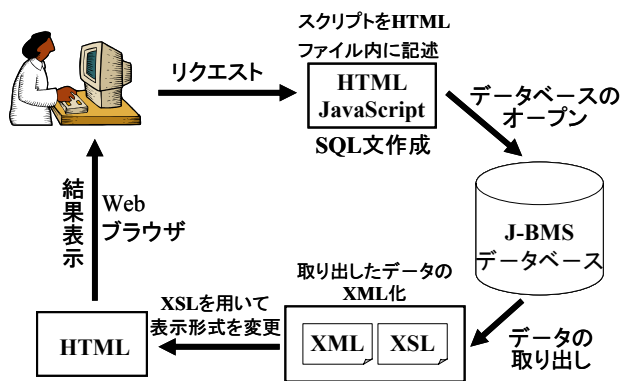 スクリプトをHTML
ファイル内に記述
リクエスト
HTML
JavaScript
SQL文作成
データベースの
オープン
J-BMS
データベース
データの
取り出し
取り出したデータの
XML化
XML
XSL
XSLを用いて
表示形式を変更
HTML
結果表示
Web
ブラウザ